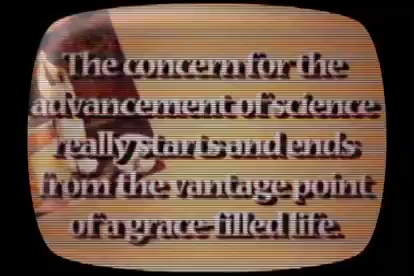 The concern for the
advancement of science
really starts and ends
from the vantage point
of a grace-filled life.